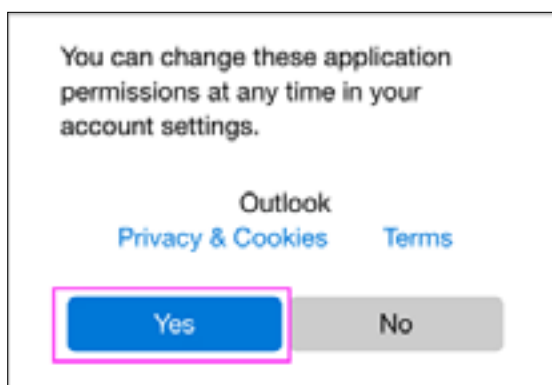 You can change these application
permissions at any time in your
account settings.
Outlook
Privacy & Cookies Terms
Yes No